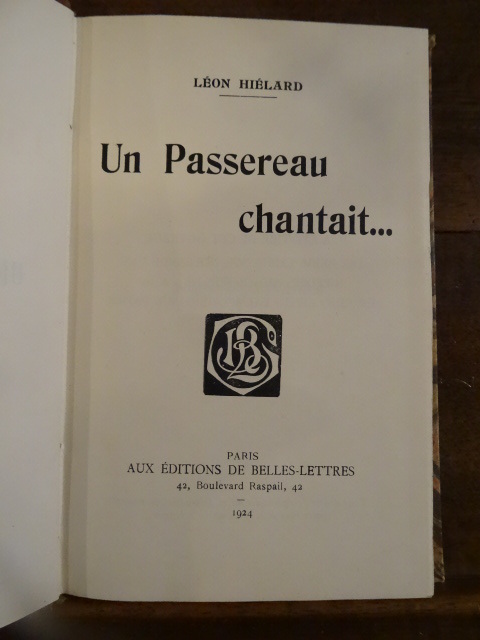 LÉON HIÉLARD
Un Passereau
chantait...
PARIS
AUX ÉDITIONS DE BELLES-LETTRES
42, Boulevard Raspail, 42
1924